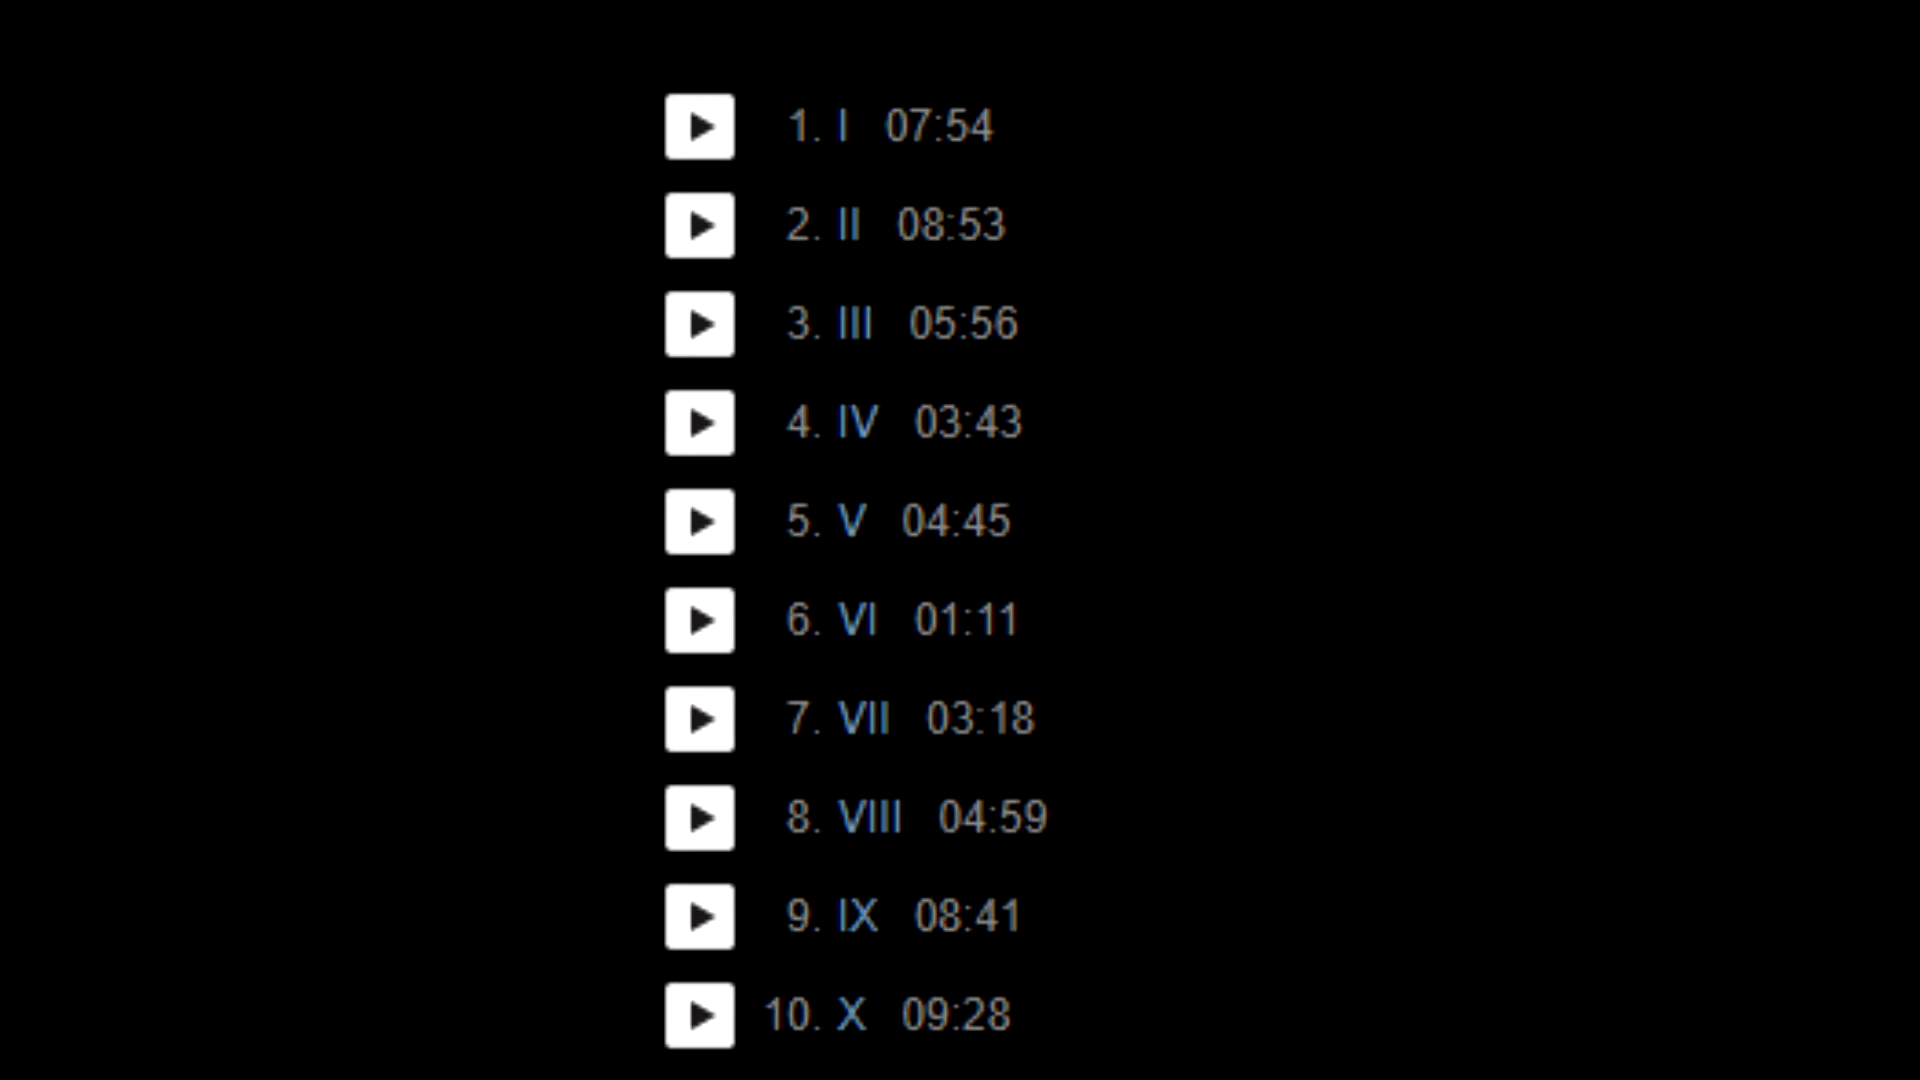 1. I 07:54
2. II 08:53
3. III 05:56
4. IV 03:43
5. V 04:45
6. VI 01:11
7. VII 03:18
8. VIII 04:59
9. IX 08:41
10. X 09:28